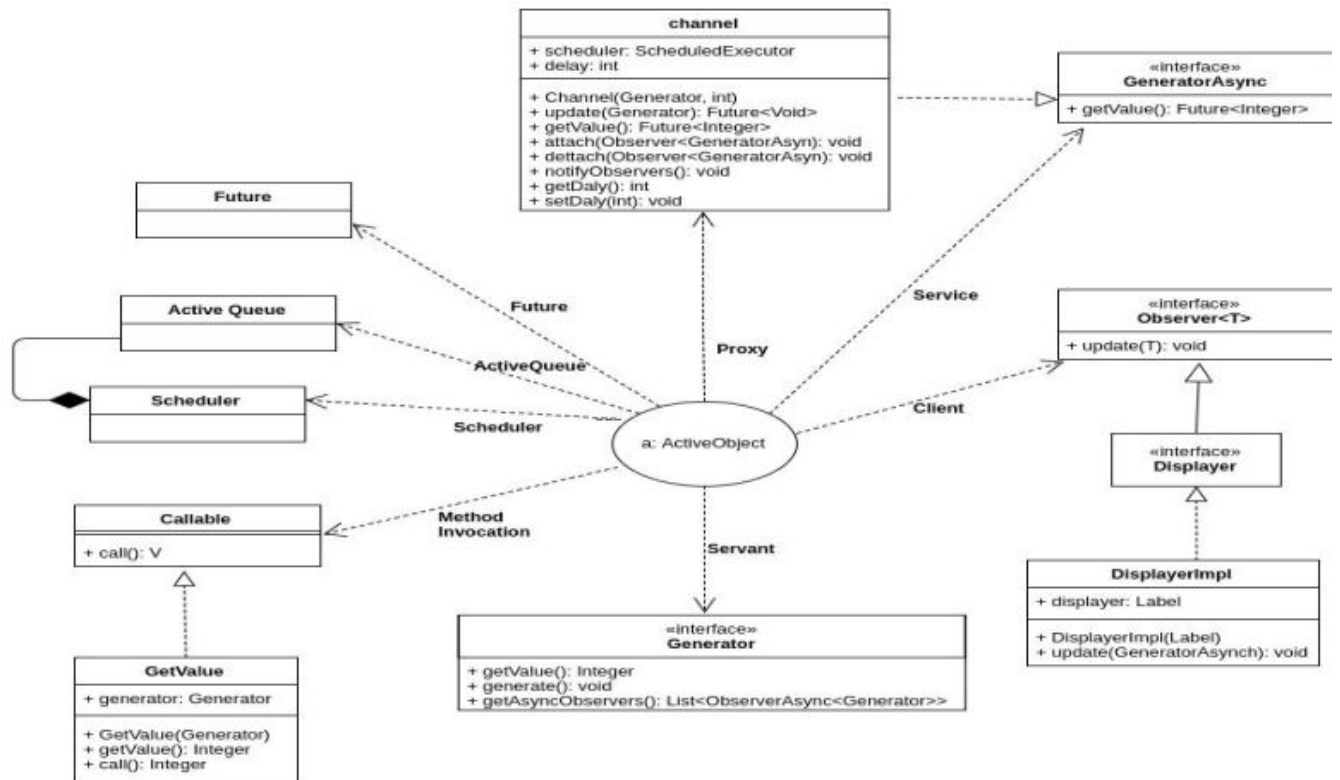 channel
+ scheduler: ScheduledExecutor
+ delay: int
+ Channel(Generator, int)
+ update(Generator): Future<Void>
+ getValue(): Future<Integer>
+ attach(Observer<GeneratorAsyn): void
+ dettach(Observer<GeneratorAsyn): void
+ notifyObservers(): void
+ getDaly(): int
+ setDaly(int): void
«interface»
GeneratorAsync
+ getValue(): Future<Integer>
Future
Active Queue
Scheduler
Future
ActiveQueue
Scheduler
Proxy
Service
Client
a: ActiveObject
«interface»
Observer<T>
+ update(T): void
«interface»
Displayer
DisplayerImpl
+ displayer: Label
+ DisplayerImpl(Label)
+ update(GeneratorAsynch): void
Callable
+ call(): V
Method
Invocation
Servant
GetValue
+ generator: Generator
+ GetValue(Generator)
+ getValue(): Integer
+ call(): Integer
«interface»
Generator
+ getValue(): Integer
+ generate(): void
+ getAsyncObservers(): List<ObserverAsync<Generator>>